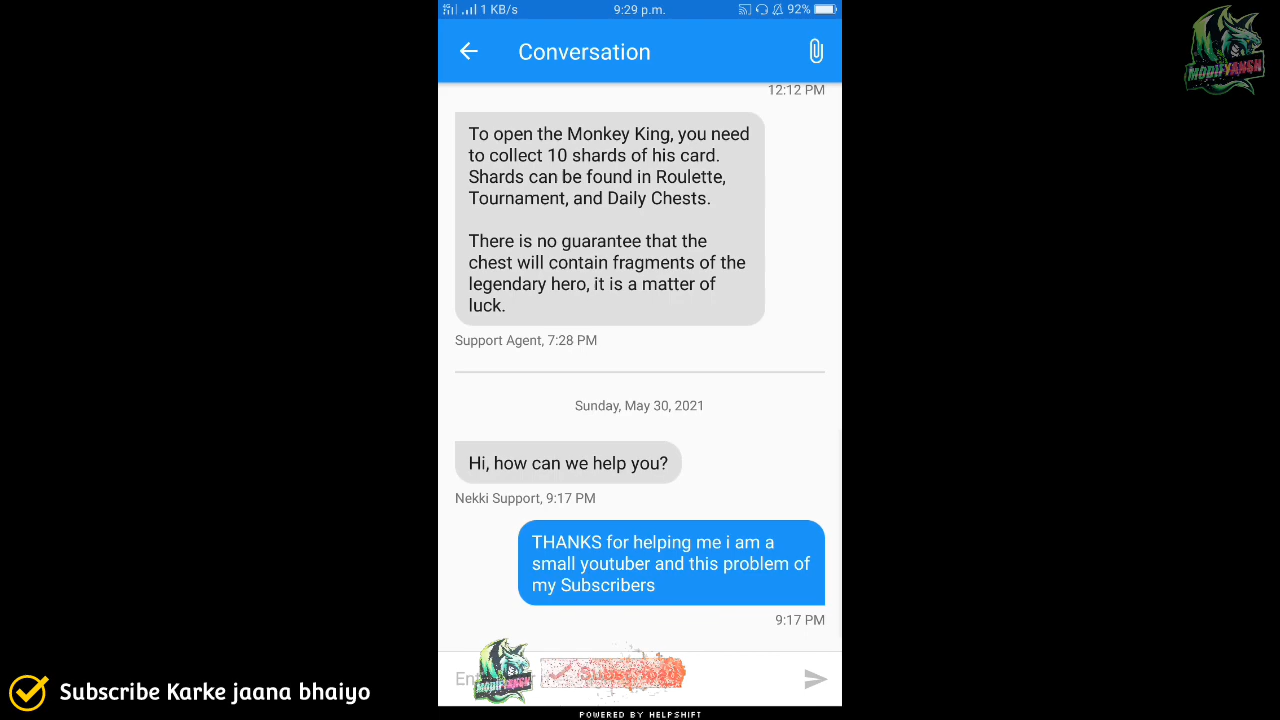 1 KB/s 9:29 p.m. 92%
MODIFYANSH
Conversation
12:12 PM
To open the Monkey King, you need
to collect 10 shards of his card.
Shards can be found in Roulette,
Tournament, and Daily Chests.
There is no guarantee that the
chest will contain fragments of the
legendary hero, it is a matter of
luck.
Support Agent, 7:28 PM
Sunday, May 30, 2021
Hi, how can we help you?
Nekki Support, 9:17 PM
THANKS for helping me i am a
small youtuber and this problem of
my Subscribers
9:17 PM
MODIFYANSH
Subscribe Karke jaana bhaiyo
POWERED BY HELPSHIFT